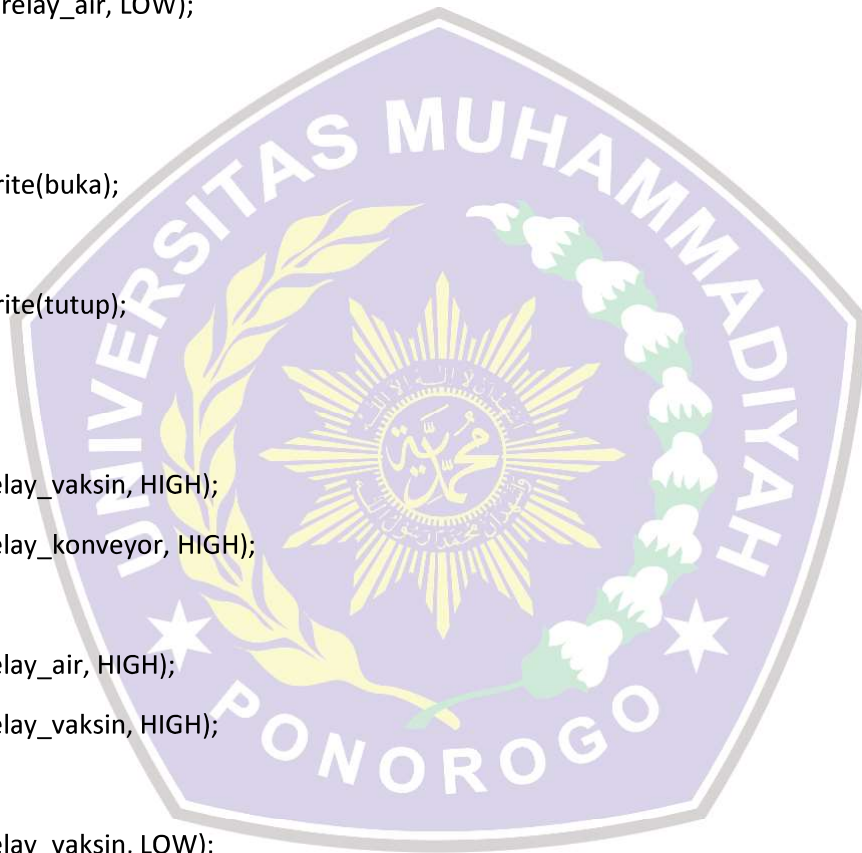 relay_air, LOW);
rite(buka);
rite(tutup);
elay_vaksin, HIGH);
elay_konveyor, HIGH);
elay_air, HIGH);
elay_vaksin, HIGH);
elay_vaksin, LOW);
UNIVERSITAS MUHAMMADIYAH
PONOROGO
محمدية